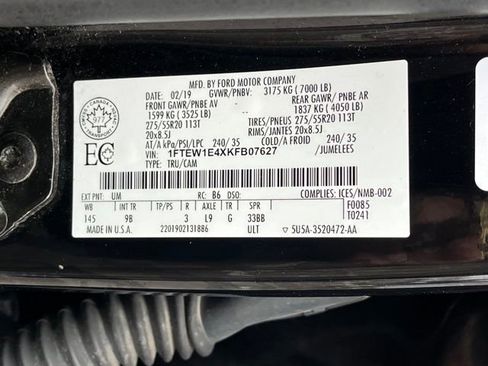 MFD. BY FORD MOTOR COMPANY
DATE: 02/19 GVWR/PNBV: 3175 KG ( 7000 LB)
FRONT GAWR/PNBE AV REAR GAWR/ PNBE AR
1599 KG ( 3525 LB) 1837 KG ( 4050 LB)
275/55R20 113T TIRES/PNEUS 275/55R20 113T
20x8.5J RIMS/JANTES 20x8.5J
AT/A kPa/PSI/LPC 240/ 35 COLD/A FROID 240/ 35
VIN: 1FTEW1E4XKFB07627 /JUMELEES
TYPE: TRU/CAM
CANADA
977
EC
EXT PNT: UM RC: B6 DSO: COMPLIES: ICES/NMB-002
WB INT TR TP/PS R AXLE TR SPR F0085
145 9B 3 L9 G 33BB T0241
MADE IN U.S.A. 2201902131886 ULT 5U5A-3520472-AA